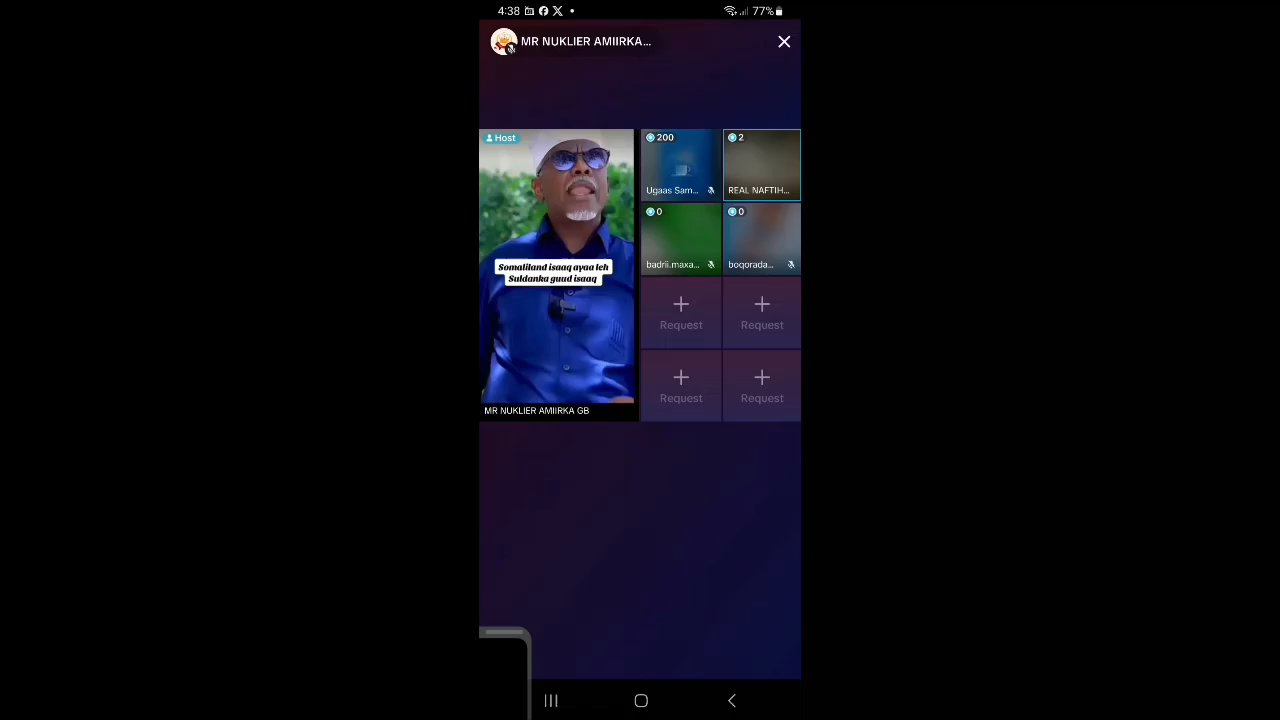 4:38
77%
MR NUKLIER AMIIRKA...
Host
200
2
Ugaas Sam...
REAL NAFTIH...
0
0
badrii.maxa...
boqorada...
Somaliland isaaq ayaa leh
Suldanka guud isaaq
Request
Request
Request
Request
MR NUKLIER AMIIRKA GB